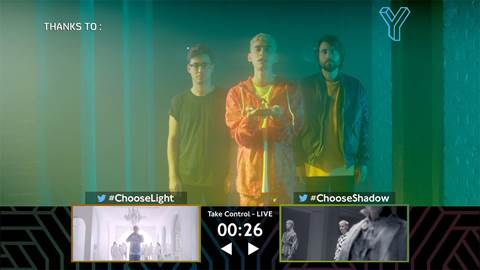 THANKS TO :
Y
#ChooseLight
#ChooseShadow
Take Control - LIVE
00:26